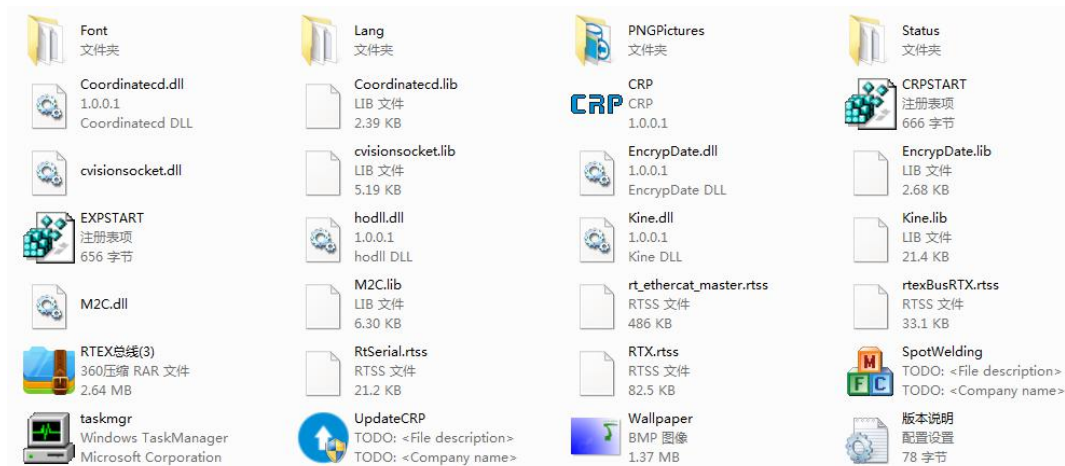 Font
文件夹
Lang
文件夹
PNGPictures
文件夹
Status
文件夹
Coordinatecd.dll
1.0.0.1
Coordinatecd DLL
Coordinatecd.lib
LIB 文件
2.39 KB
CRP
CRP
CRP
1.0.0.1
CRPSTART
注册表项
666 字节
cvisionsocket.dll
cvisionsocket.lib
LIB 文件
5.19 KB
EncrypDate.dll
1.0.0.1
EncrypDate DLL
EncrypDate.lib
LIB 文件
2.68 KB
EXPSTART
注册表项
656 字节
hodll.dll
1.0.0.1
hodll DLL
Kine.dll
1.0.0.1
Kine DLL
Kine.lib
LIB 文件
21.4 KB
M2C.dll
M2C.lib
LIB 文件
6.30 KB
rt_ethercat_master.rtss
RTSS 文件
486 KB
rtexBusRTX.rtss
RTSS 文件
33.1 KB
RTEX总线(3)
360压缩 RAR 文件
2.64 MB
RtSerial.rtss
RTSS 文件
21.2 KB
RTX.rtss
RTSS 文件
82.5 KB
M
F C
SpotWelding
TODO: <File description>
TODO: <Company name>
taskmgr
Windows TaskManager
Microsoft Corporation
UpdateCRP
TODO: <File description>
TODO: <Company name>
Wallpaper
BMP 图像
1.37 MB
版本说明
配置设置
78 字节